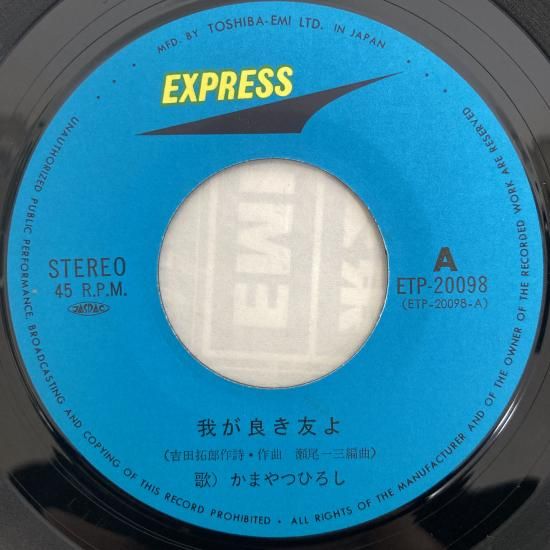 MFD. BY TOSHIBA-EMI LTD. IN JAPAN
EXPRESS
STEREO
45 R.P.M.
JASRAC
A
ETP-20098
(ETP-20098-A)
EMI
我が良き友よ
(吉田拓郎作詩・作曲 瀬尾一三編曲)
歌) かまやつひろし
UNAUTHORIZED PUBLIC PERFORMANCE, BROADCASTING AND COPYING OF THIS RECORD PROHIBITED • ALL RIGHTS OF THE MANUFACTURER AND OF THE OWNER OF THE RECORDED WORK ARE RESERVED